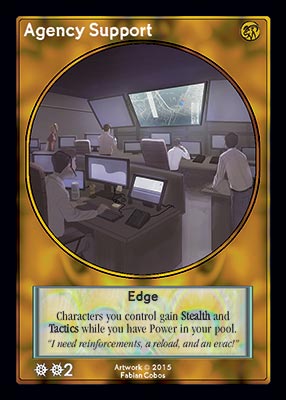 Agency Support
Edge
Characters you control gain Stealth and
Tactics while you have Power in your pool.
"I need reinforcements, a reload, and an evac!"
2
Artwork © 2015
Fabian Cobos